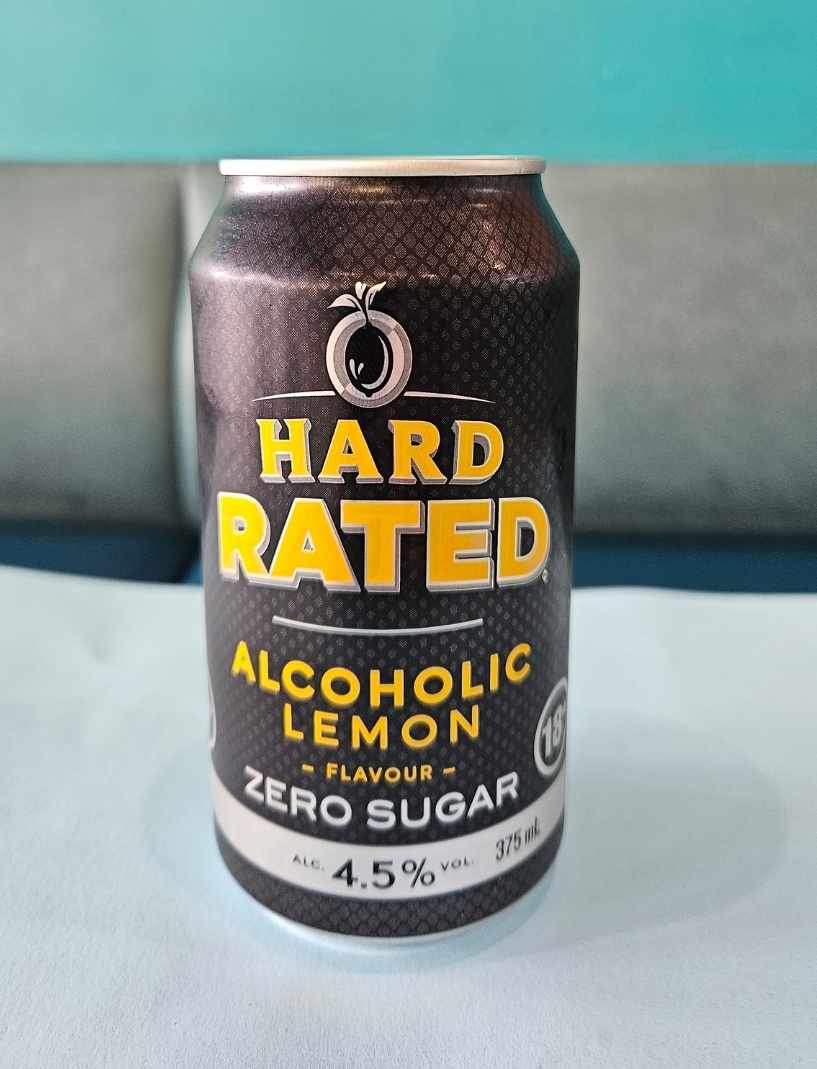 HARD
RATED
ALCOHOLIC
LEMON
– FLAVOUR –
ZERO SUGAR
18+
ALC. 4.5% VOL. 375 mL